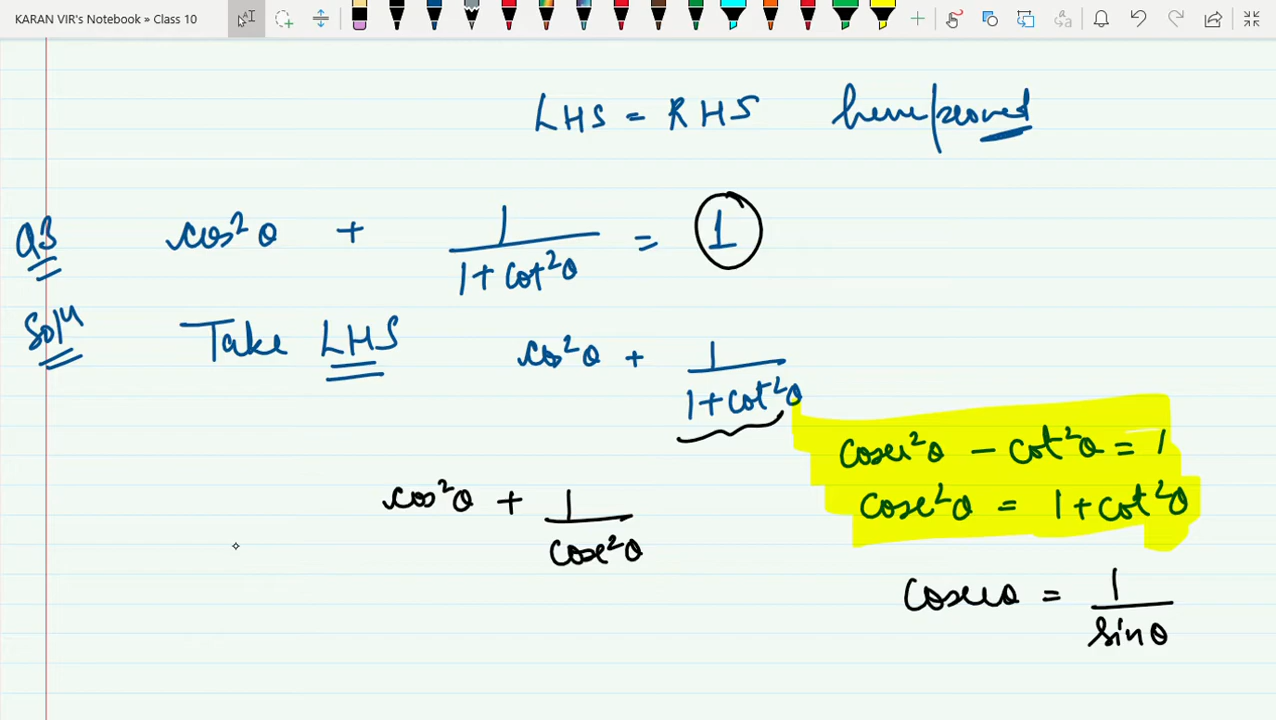 KARAN VIR's Notebook » Class 10
LHS = RHS hence/proved
Q3 cos²θ + 1/(1+cot²θ) = 1
Solⁿ Take LHS cos²θ + 1/(1+cot²θ)
cosec²θ − cot²θ = 1
cosec²θ = 1+cot²θ
cos²θ + 1/cosec²θ
cosecθ = 1/sinθ